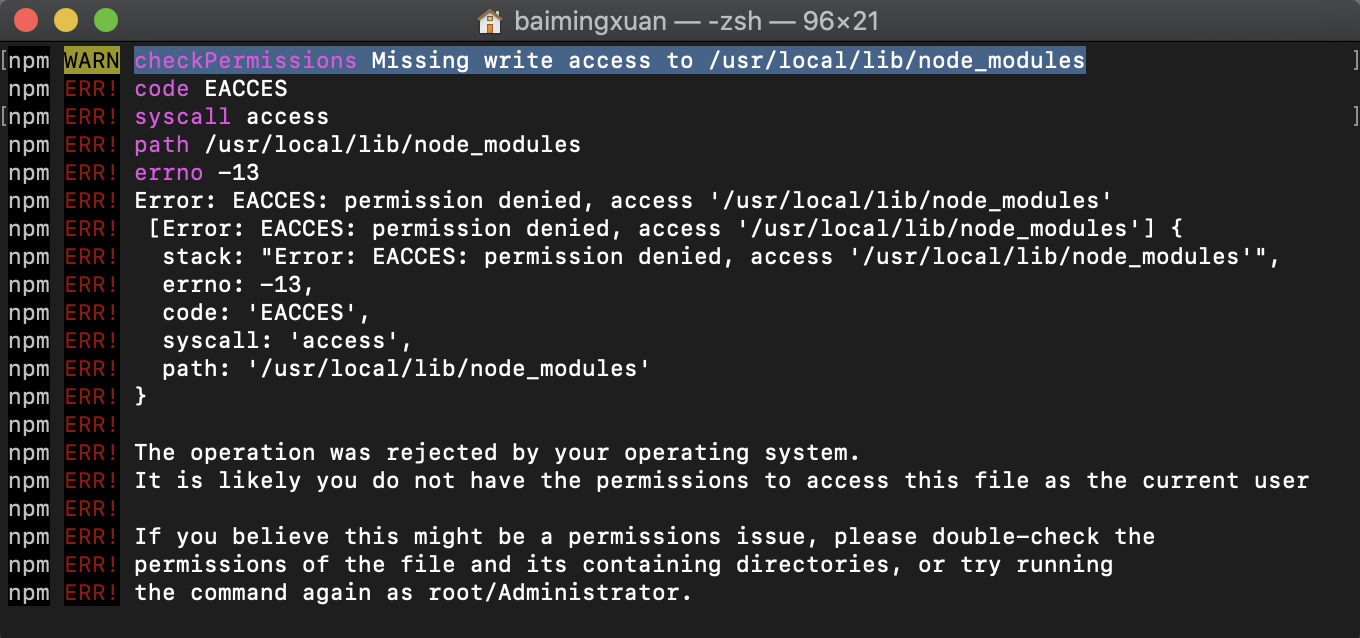 baimingxuan — -zsh — 96×21
[npm WARN checkPermissions Missing write access to /usr/local/lib/node_modules ]
npm ERR! code EACCES
[npm ERR! syscall access ]
npm ERR! path /usr/local/lib/node_modules
npm ERR! errno -13
npm ERR! Error: EACCES: permission denied, access '/usr/local/lib/node_modules'
npm ERR!  [Error: EACCES: permission denied, access '/usr/local/lib/node_modules'] {
npm ERR!   stack: "Error: EACCES: permission denied, access '/usr/local/lib/node_modules'",
npm ERR!   errno: -13,
npm ERR!   code: 'EACCES',
npm ERR!   syscall: 'access',
npm ERR!   path: '/usr/local/lib/node_modules'
npm ERR! }
npm ERR!
npm ERR! The operation was rejected by your operating system.
npm ERR! It is likely you do not have the permissions to access this file as the current user
npm ERR!
npm ERR! If you believe this might be a permissions issue, please double-check the
npm ERR! permissions of the file and its containing directories, or try running
npm ERR! the command again as root/Administrator.